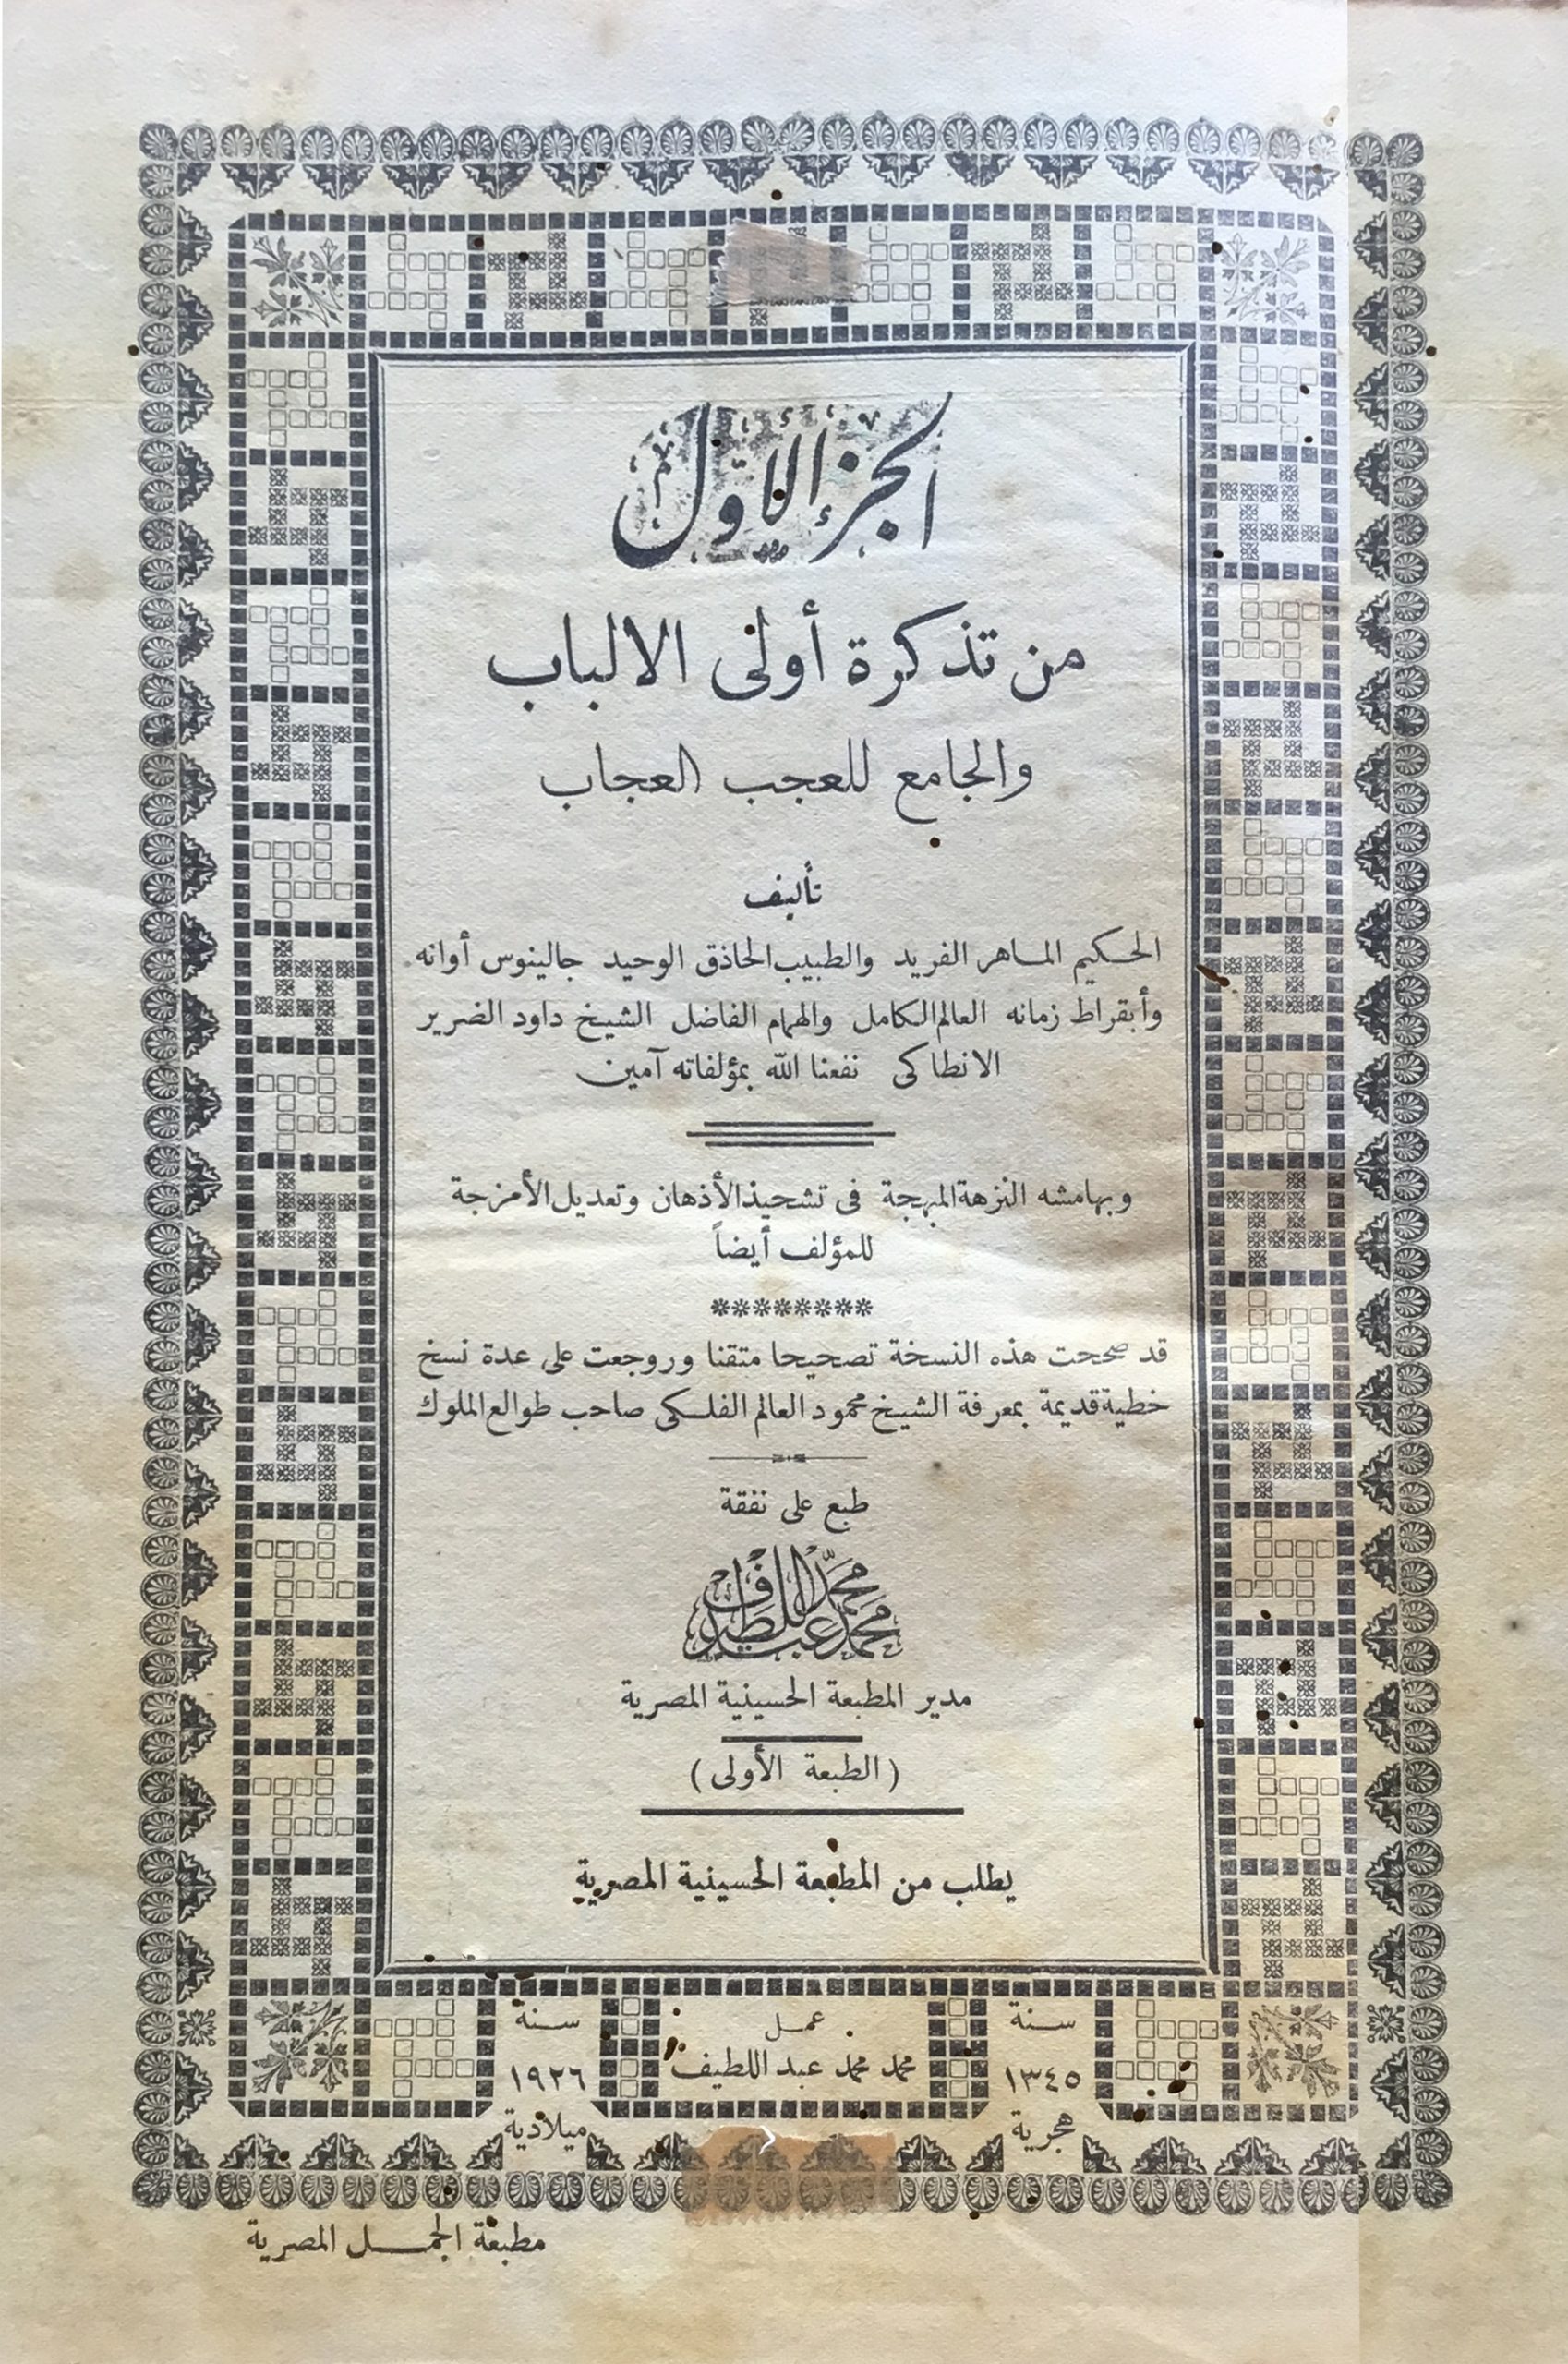 الجزء الأوّل
من تذكرة أولى الالباب
والجامع للعجب العجاب
تأليف
الحكيم الماهر الفريد والطبيب الحاذق الوحيد جالينوس أوانه
وأبقراط زمانه العالم الكامل والهمام الفاضل الشيخ داود الضرير
الانطاكى نفعنا الله بمؤلفاته آمين
وبهامشه النزهة المبهجة فى تشحيذ الأذهان وتعديل الأمزجة
للمؤلف أيضاً
********
قد صححت هذه النسخة تصحيحا متقنا وروجعت على عدة نسخ
خطية قديمة بمعرفة الشيخ محمود العالم الفلكى صاحب طوالع الملوك
طبع على نفقة
محمد محمد عبد اللطيف
مدير المطبعة الحسينية المصرية
(الطبعة الأولى)
يطلب من المطبعة الحسينية المصرية
سنة
١٣٤٥
هجرية
عمل
محمد محمد عبد اللطيف
سنة
١٩٢٦
ميلادية
مطبعة الجمل المصرية